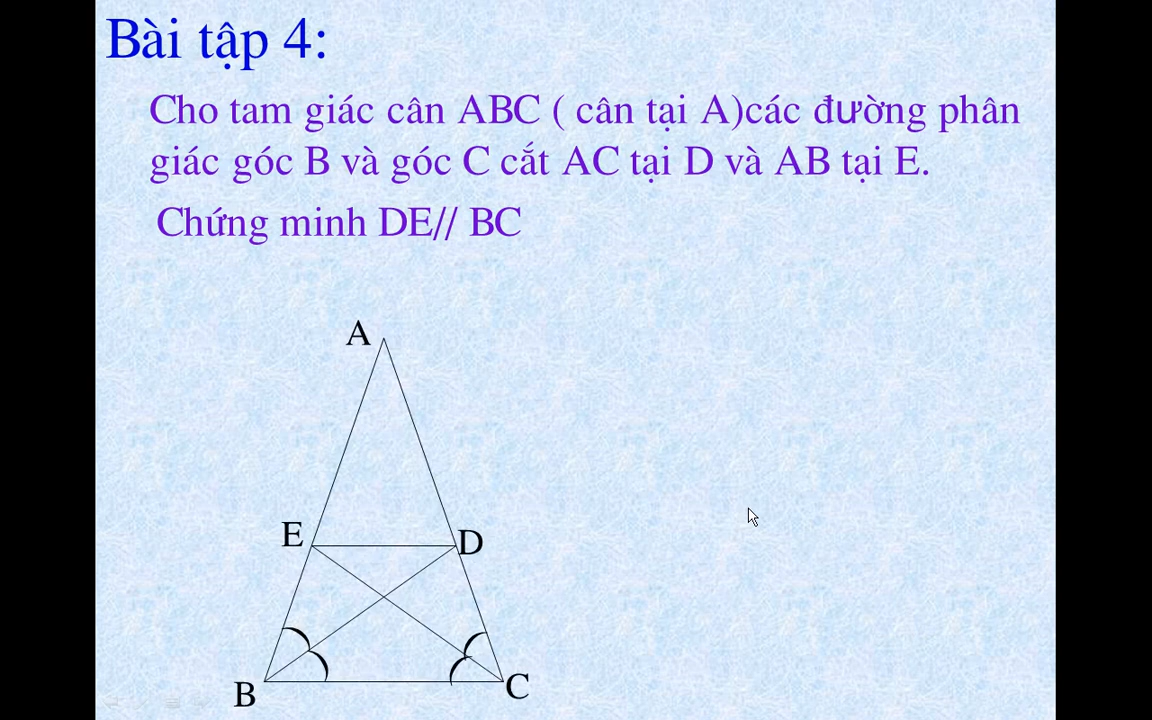 Bài tập 4:
Cho tam giác cân ABC ( cân tại A)các đường phân
giác góc B và góc C cắt AC tại D và AB tại E.
Chứng minh DE// BC
A
E
D
B
C